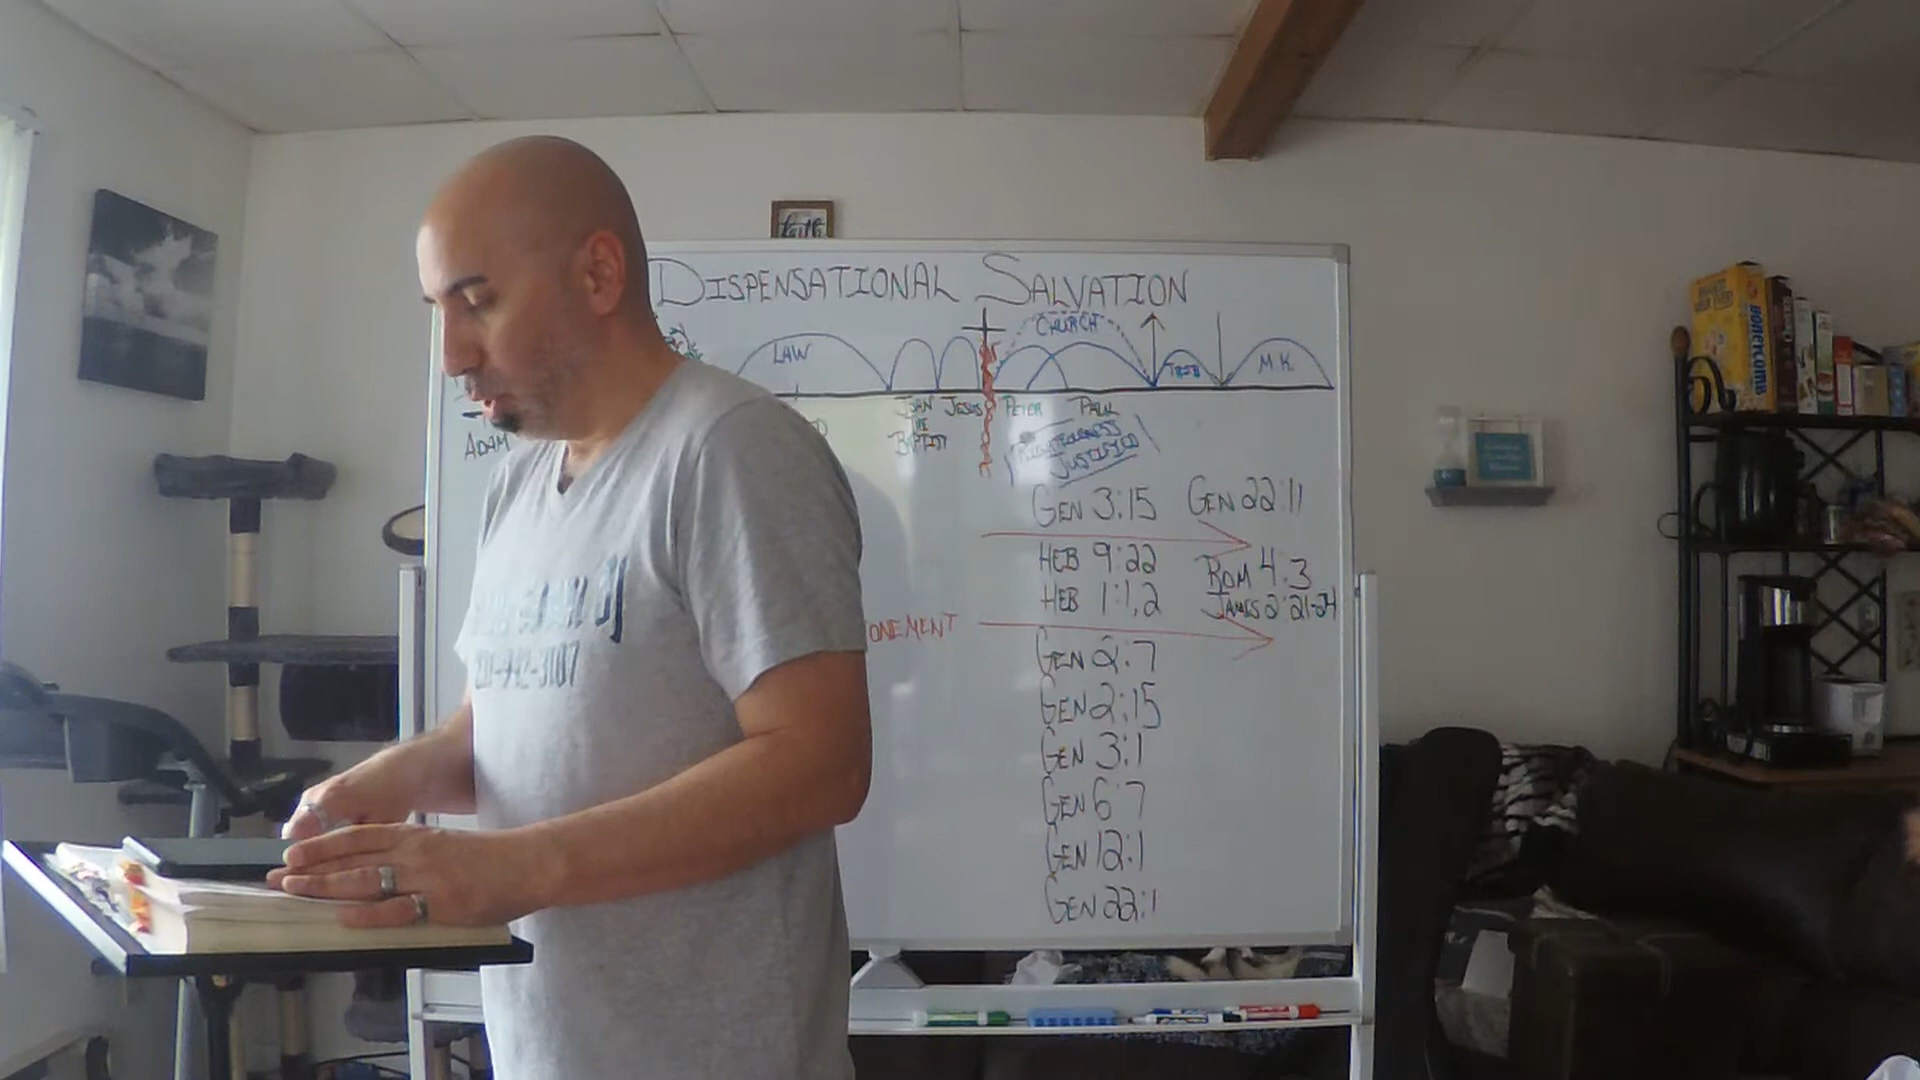 faith
DISPENSATIONAL SALVATION
CHURCH
LAW
TRIB
M.K
ADAM
JOHN THE BAPTIST
JESUS
PETER
PAUL
RIGHTEOUSNESS
JUSTIFIED
GEN 3:15
GEN 22:11
HEB 9:22
ROM 4:3
HEB 1:1,2
JAMES 2:21-24
ONEMENT
GEN 2:7
GEN 2:15
GEN 3:1
GEN 6:7
GEN 12:1
GEN 22:1
HONEYCOMB